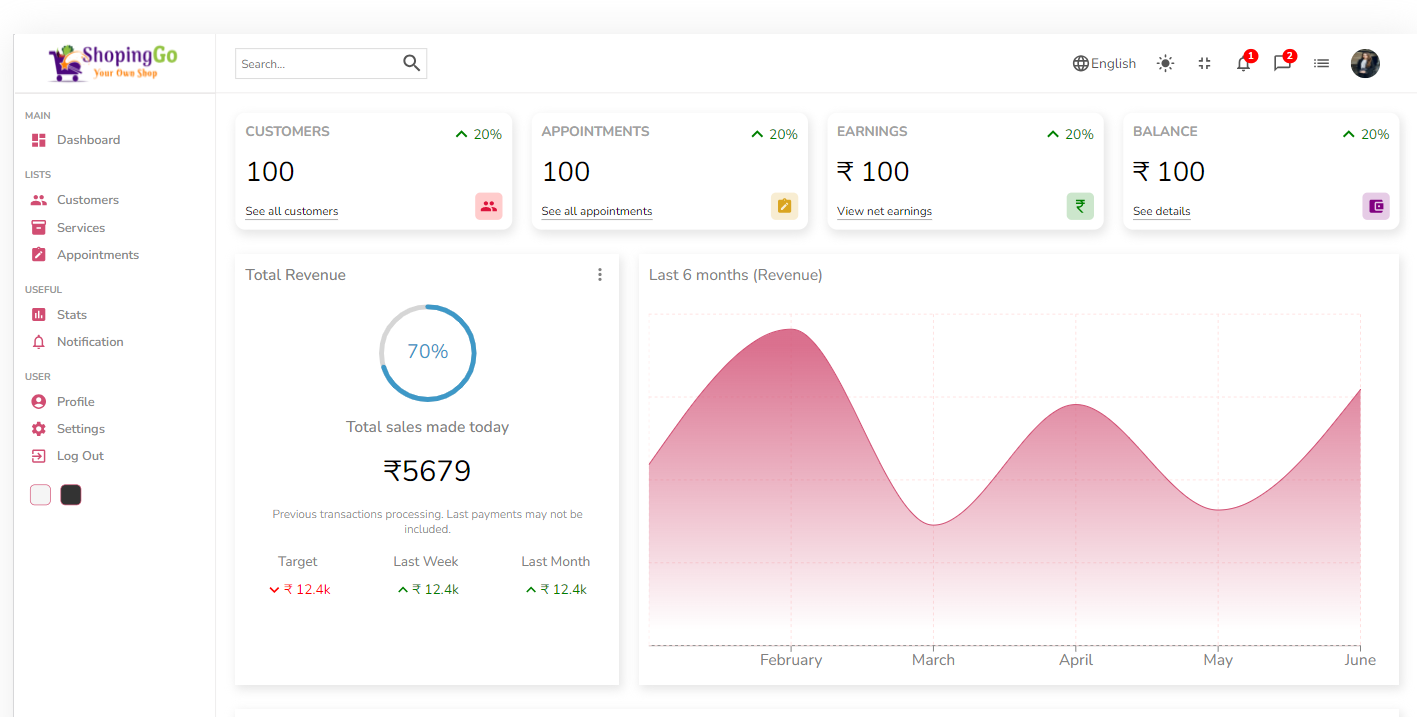 ShopingGo
Your Own Shop
Search...
English
1
2
MAIN
Dashboard
LISTS
Customers
Services
Appointments
USEFUL
Stats
Notification
USER
Profile
Settings
Log Out
CUSTOMERS
20%
100
See all customers
APPOINTMENTS
20%
100
See all appointments
EARNINGS
20%
₹ 100
View net earnings
₹
BALANCE
20%
₹ 100
See details
Total Revenue
70%
Total sales made today
₹5679
Previous transactions processing. Last payments may not be
included.
Target
₹ 12.4k
Last Week
₹ 12.4k
Last Month
₹ 12.4k
Last 6 months (Revenue)
February
March
April
May
June